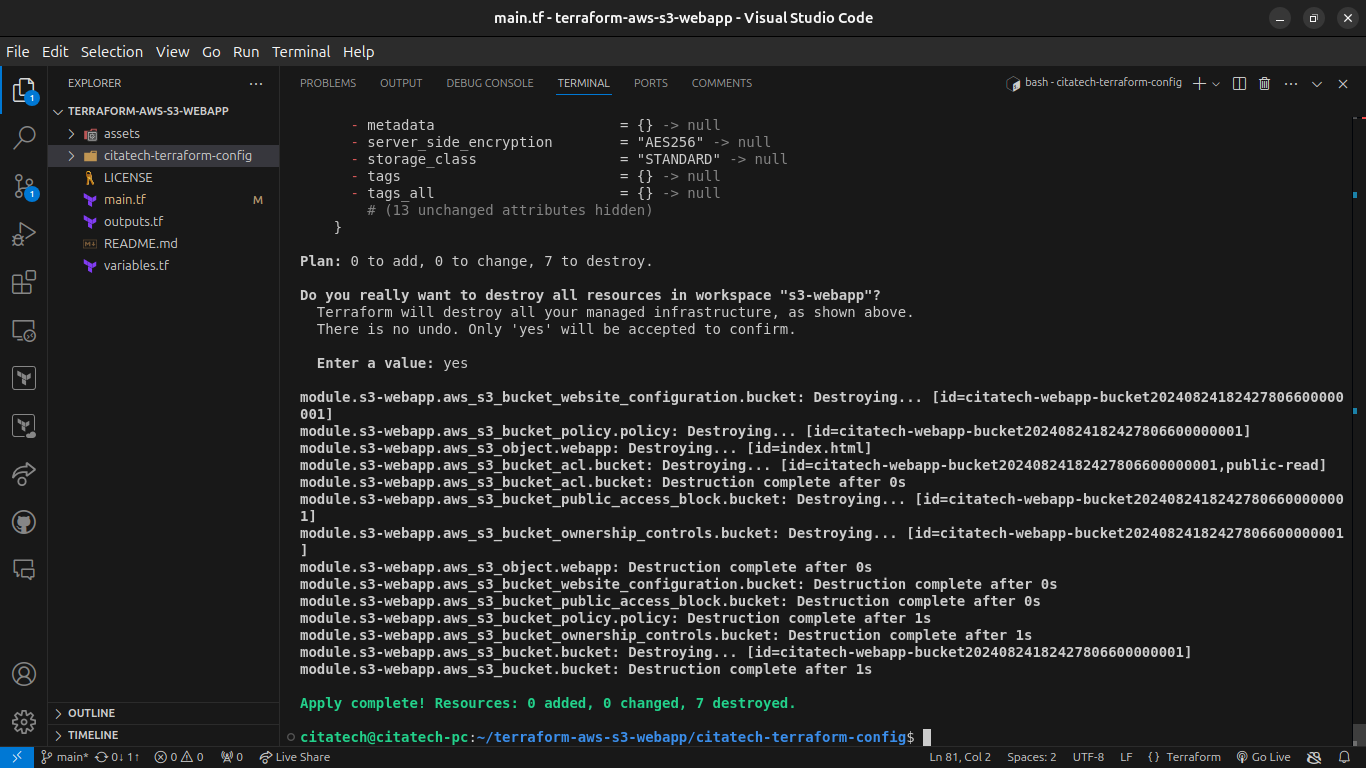 main.tf - terraform-aws-s3-webapp - Visual Studio Code
File Edit Selection View Go Run Terminal Help
EXPLORER
PROBLEMS OUTPUT DEBUG CONSOLE TERMINAL PORTS COMMENTS
bash - citatech-terraform-config
1
TERRAFORM-AWS-S3-WEBAPP
assets
citatech-terraform-config
LICENSE
main.tf M
outputs.tf
README.md
variables.tf
1
- metadata = {} -> null
- server_side_encryption = "AES256" -> null
- storage_class = "STANDARD" -> null
- tags = {} -> null
- tags_all = {} -> null
# (13 unchanged attributes hidden)
}
Plan: 0 to add, 0 to change, 7 to destroy.
Do you really want to destroy all resources in workspace "s3-webapp"?
Terraform will destroy all your managed infrastructure, as shown above.
There is no undo. Only 'yes' will be accepted to confirm.
Enter a value: yes
module.s3-webapp.aws_s3_bucket_website_configuration.bucket: Destroying... [id=citatech-webapp-bucket20240824182427806600000
001]
module.s3-webapp.aws_s3_bucket_policy.policy: Destroying... [id=citatech-webapp-bucket20240824182427806600000001]
module.s3-webapp.aws_s3_object.webapp: Destroying... [id=index.html]
module.s3-webapp.aws_s3_bucket_acl.bucket: Destroying... [id=citatech-webapp-bucket20240824182427806600000001,public-read]
module.s3-webapp.aws_s3_bucket_acl.bucket: Destruction complete after 0s
module.s3-webapp.aws_s3_bucket_public_access_block.bucket: Destroying... [id=citatech-webapp-bucket2024082418242780660000000
1]
module.s3-webapp.aws_s3_bucket_ownership_controls.bucket: Destroying... [id=citatech-webapp-bucket20240824182427806600000001
]
module.s3-webapp.aws_s3_object.webapp: Destruction complete after 0s
module.s3-webapp.aws_s3_bucket_website_configuration.bucket: Destruction complete after 0s
module.s3-webapp.aws_s3_bucket_public_access_block.bucket: Destruction complete after 0s
module.s3-webapp.aws_s3_bucket_policy.policy: Destruction complete after 1s
module.s3-webapp.aws_s3_bucket_ownership_controls.bucket: Destruction complete after 1s
module.s3-webapp.aws_s3_bucket.bucket: Destroying... [id=citatech-webapp-bucket20240824182427806600000001]
module.s3-webapp.aws_s3_bucket.bucket: Destruction complete after 1s
Apply complete! Resources: 0 added, 0 changed, 7 destroyed.
citatech@citatech-pc:~/terraform-aws-s3-webapp/citatech-terraform-config$
OUTLINE
TIMELINE
main* 0↓ 1↑ 0 0 0 Live Share Ln 81, Col 2 Spaces: 2 UTF-8 LF {} Terraform Go Live